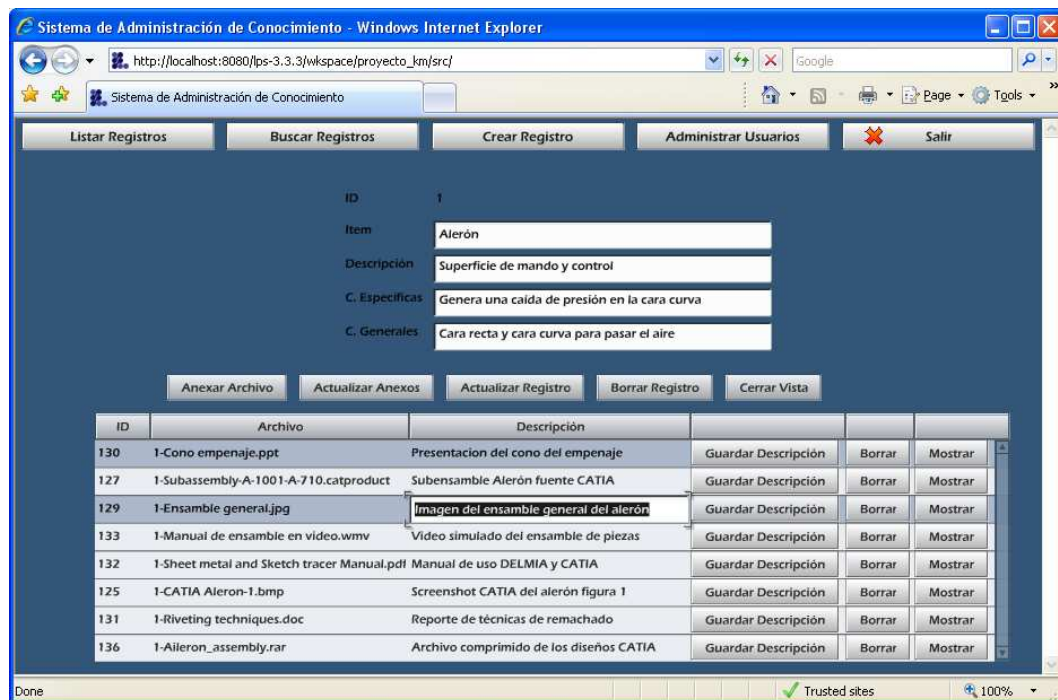 Sistema de Administración de Conocimiento - Windows Internet Explorer
http://localhost:8080/lps-3.3.3/wkspace/proyecto_km/src/
Google
Sistema de Administración de Conocimiento
Page
Tools
»
Listar Registros Buscar Registros Crear Registro Administrar Usuarios Salir
ID 1
Item Alerón
Descripción Superficie de mando y control
C. Específicas Genera una caída de presión en la cara curva
C. Generales Cara recta y cara curva para pasar el aire
Anexar Archivo Actualizar Anexos Actualizar Registro Borrar Registro Cerrar Vista
ID Archivo Descripción
130 1-Cono empenaje.ppt Presentacion del cono del empenaje Guardar Descripción Borrar Mostrar
127 1-Subassembly-A-1001-A-710.catproduct Subensamble Alerón fuente CATIA Guardar Descripción Borrar Mostrar
129 1-Ensamble general.jpg Imagen del ensamble general del alerón Guardar Descripción Borrar Mostrar
133 1-Manual de ensamble en video.wmv Video simulado del ensamble de piezas Guardar Descripción Borrar Mostrar
132 1-Sheet metal and Sketch tracer Manual.pdf Manual de uso DELMIA y CATIA Guardar Descripción Borrar Mostrar
125 1-CATIA Aleron-1.bmp Screenshot CATIA del alerón figura 1 Guardar Descripción Borrar Mostrar
131 1-Riveting techniques.doc Reporte de técnicas de remachado Guardar Descripción Borrar Mostrar
136 1-Aileron_assembly.rar Archivo comprimido de los diseños CATIA Guardar Descripción Borrar Mostrar
Done Trusted sites 100%